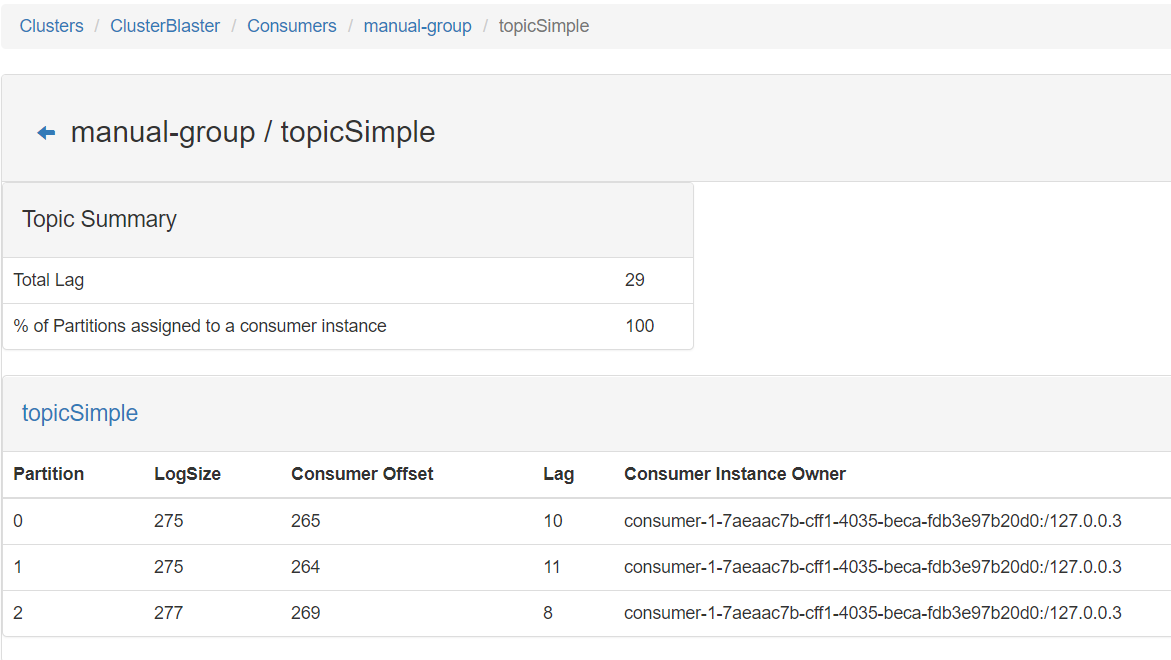 Clusters / ClusterBlaster / Consumers / manual-group / topicSimple
manual-group / topicSimple
Topic Summary
Total Lag 29
% of Partitions assigned to a consumer instance 100
topicSimple
Partition LogSize Consumer Offset Lag Consumer Instance Owner
0 275 265 10 consumer-1-7aeaac7b-cff1-4035-beca-fdb3e97b20d0:/127.0.0.3
1 275 264 11 consumer-1-7aeaac7b-cff1-4035-beca-fdb3e97b20d0:/127.0.0.3
2 277 269 8 consumer-1-7aeaac7b-cff1-4035-beca-fdb3e97b20d0:/127.0.0.3